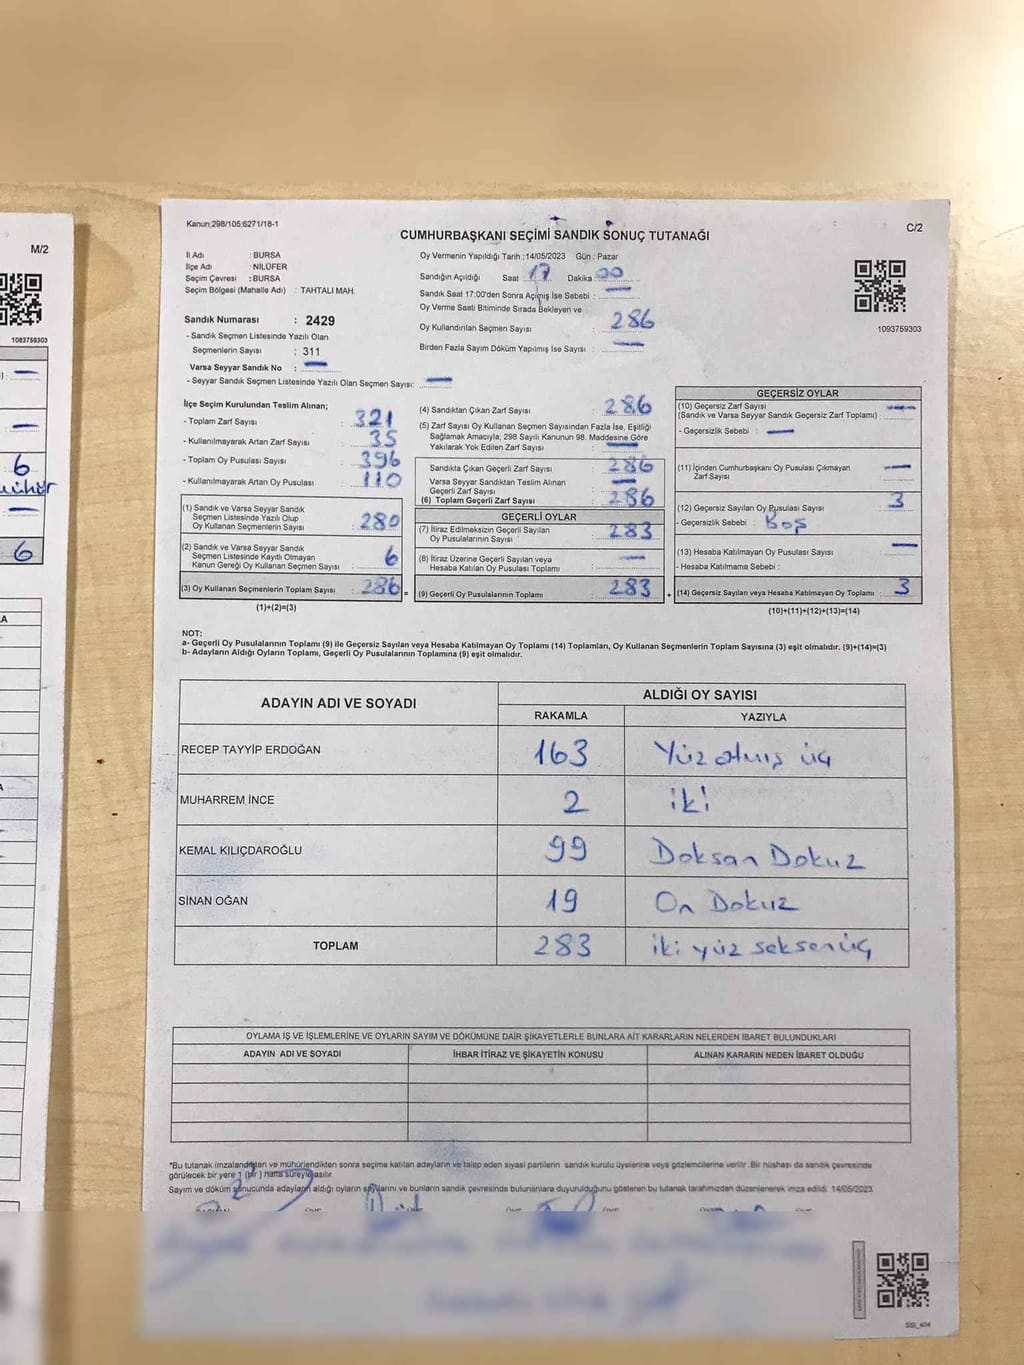 M/2
1083759303
6
6
Kanun;298/105;6271/18-1
C/2
CUMHURBAŞKANI SEÇİMİ SANDIK SONUÇ TUTANAĞI
İl Adı : BURSA
İlçe Adı : NİLÜFER
Seçim Çevresi : BURSA
Seçim Bölgesi (Mahalle Adı) : TAHTALI MAH.
Oy Vermenin Yapıldığı Tarih :14/05/2023 Gün : Pazar
Sandığın Açıldığı Saat : 17 Dakika : 00
Sandık Saat 17:00'den Sonra Açılmış İse Sebebi : —
Oy Verme Saati Bitiminde Sırada Bekleyen ve
Oy Kullandırılan Seçmen Sayısı : 286
Birden Fazla Sayım Döküm Yapılmış İse Sayısı : —
1093759303
Sandık Numarası : 2429
- Sandık Seçmen Listesinde Yazılı Olan
Seçmenlerin Sayısı : 311
Varsa Seyyar Sandık No : —
- Seyyar Sandık Seçmen Listesinde Yazılı Olan Seçmen Sayısı: —
İlçe Seçim Kurulundan Teslim Alınan;
- Toplam Zarf Sayısı : 321
- Kullanılmayarak Artan Zarf Sayısı : 35
- Toplam Oy Pusulası Sayısı : 396
- Kullanılmayarak Artan Oy Pusulası : 110
(1) Sandık ve Varsa Seyyar Sandık
Seçmen Listesinde Yazılı Olup
Oy Kullanan Seçmenlerin Sayısı : 280
(2) Sandık ve Varsa Seyyar Sandık
Seçmen Listesinde Kayıtlı Olmayan
Kanun Gereği Oy Kullanan Seçmen Sayısı : 6
(3) Oy Kullanan Seçmenlerin Toplam Sayısı : 286 =
(1)+(2)=(3)
(4) Sandıktan Çıkan Zarf Sayısı : 286
(5) Zarf Sayısı Oy Kullanan Seçmen Sayısından Fazla İse, Eşitliği
Sağlamak Amacıyla; 298 Sayılı Kanunun 98. Maddesine Göre
Yakılarak Yok Edilen Zarf Sayısı : —
Sandıkta Çıkan Geçerli Zarf Sayısı : 286
Varsa Seyyar Sandıktan Teslim Alınan
Geçerli Zarf Sayısı : —
(6) Toplam Geçerli Zarf Sayısı : 286
GEÇERLİ OYLAR
(7) İtiraz Edilmeksizin Geçerli Sayılan
Oy Pusulalarının Sayısı : 283
(8) İtiraz Üzerine Geçerli Sayılan veya
Hesaba Katılan Oy Pusulası Toplamı : —
(9) Geçerli Oy Pusulalarının Toplamı : 283 +
GEÇERSİZ OYLAR
(10) Geçersiz Zarf Sayısı
(Sandık ve Varsa Seyyar Sandık Geçersiz Zarf Toplamı) : —
- Geçersizlik Sebebi : —
(11) İçinden Cumhurbaşkanı Oy Pusulası Çıkmayan
Zarf Sayısı : —
(12) Geçersiz Sayılan Oy Pusulası Sayısı : 3
- Geçersizlik Sebebi : Boş
(13) Hesaba Katılmayan Oy Pusulası Sayısı : —
- Hesaba Katılmama Sebebi :
(14) Geçersiz Sayılan veya Hesaba Katılmayan Oy Toplamı : 3
(10)+(11)+(12)+(13)=(14)
NOT:
a- Geçerli Oy Pusulalarının Toplamı (9) ile Geçersiz Sayılan veya Hesaba Katılmayan Oy Toplamı (14) Toplamları, Oy Kullanan Seçmenlerin Toplam Sayısına (3) eşit olmalıdır. (9)+(14)=(3)
b- Adayların Aldığı Oyların Toplamı, Geçerli Oy Pusulalarının Toplamına (9) eşit olmalıdır.
ADAYIN ADI VE SOYADI ALDIĞI OY SAYISI
RAKAMLA YAZIYLA
RECEP TAYYİP ERDOĞAN 163 Yüz atmış üç
MUHARREM İNCE 2 iki
KEMAL KILIÇDAROĞLU 99 Doksan Dokuz
SİNAN OĞAN 19 On Dokuz
TOPLAM 283 iki yüz seksen üç
OYLAMA İŞ VE İŞLEMLERİNE VE OYLARIN SAYIM VE DÖKÜMÜNE DAİR ŞİKAYETLERLE BUNLARA AİT KARARLARIN NELERDEN İBARET BULUNDUKLARI
ADAYIN ADI VE SOYADI İHBAR İTİRAZ VE ŞİKAYETİN KONUSU ALINAN KARARIN NEDEN İBARET OLDUĞU
*Bu tutanak imzalandıktan ve mühürlendikten sonra seçime katılan adayların ve talep eden siyasi partilerin sandık kurulu üyelerine veya gözlemcilerine verilir. Bir nüshası da sandık çevresinde
görülecek bir yere 1 (bir) hafta süreyle asılır.
Sayım ve döküm sonucunda adayların aldığı oyların sayılarını ve bunların sandık çevresinde bulunanlara duyurulduğunu gösteren bu tutanak tarafımızdan düzenlenerek imza edildi. 14/05/2023